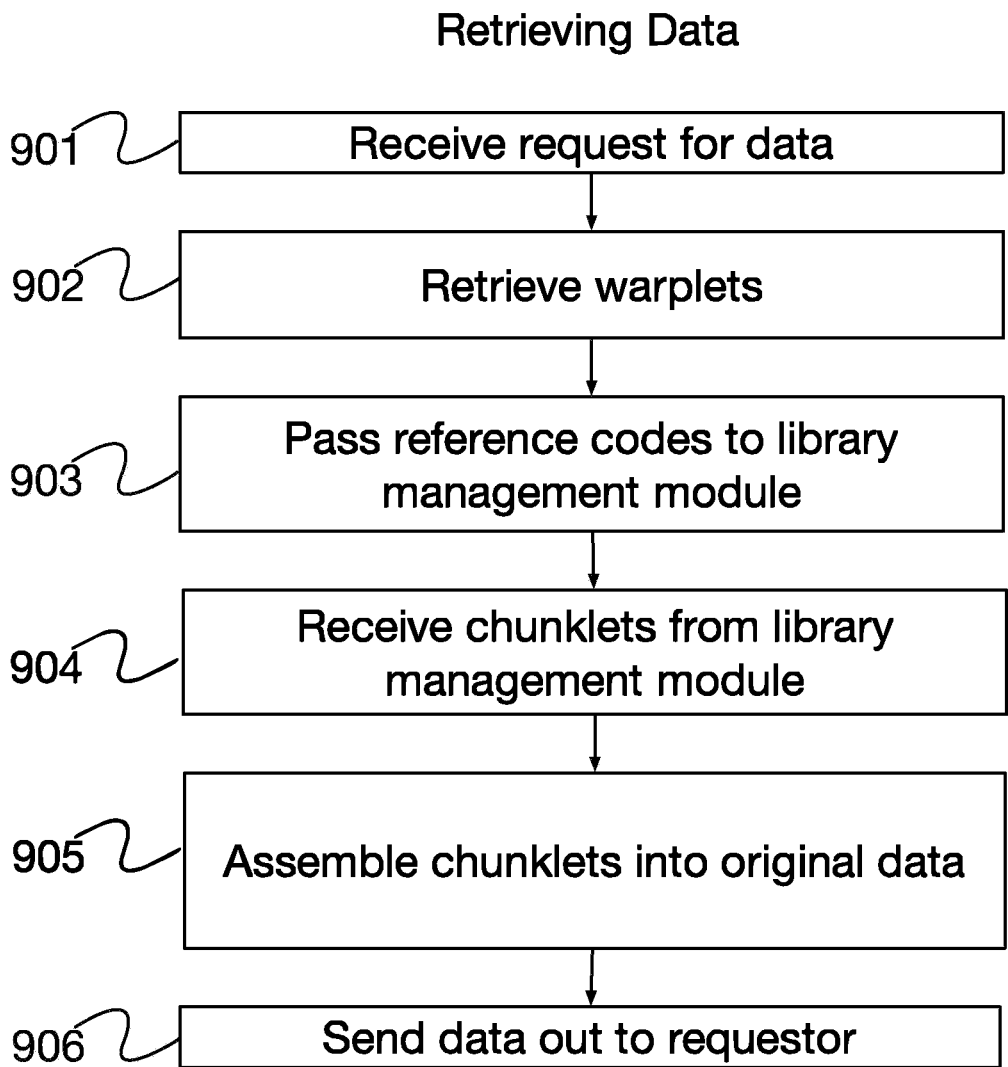 Retrieving Data
901
Receive request for data
902
Retrieve warplets
903
Pass reference codes to library
management module
904
Receive chunklets from library
management module
905
Assemble chunklets into original data
906
Send data out to requestor